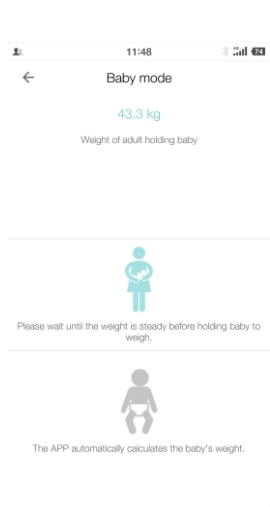 11:48
74
Baby mode
43.3 kg
Weight of adult holding baby
Please wait until the weight is steady before holding baby to
weigh.
The APP automatically calculates the baby's weight.